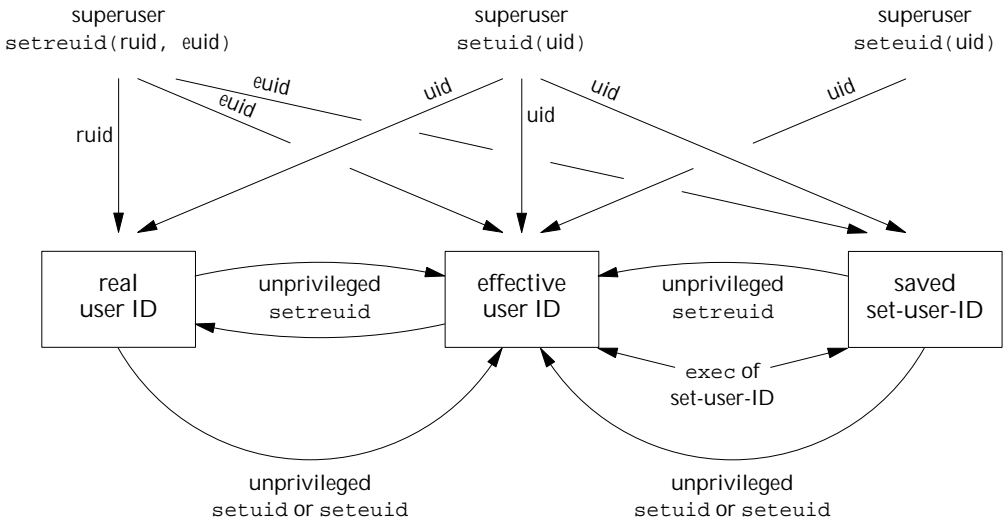 superuser
setreuid(ruid, euid)
superuser
setuid(uid)
superuser
seteuid(uid)
ruid
euid
euid
uid
uid
uid
uid
real
user ID
unprivileged
setreuid
effective
user ID
unprivileged
setreuid
saved
set-user-ID
exec of
set-user-ID
unprivileged
setuid or seteuid
unprivileged
setuid or seteuid